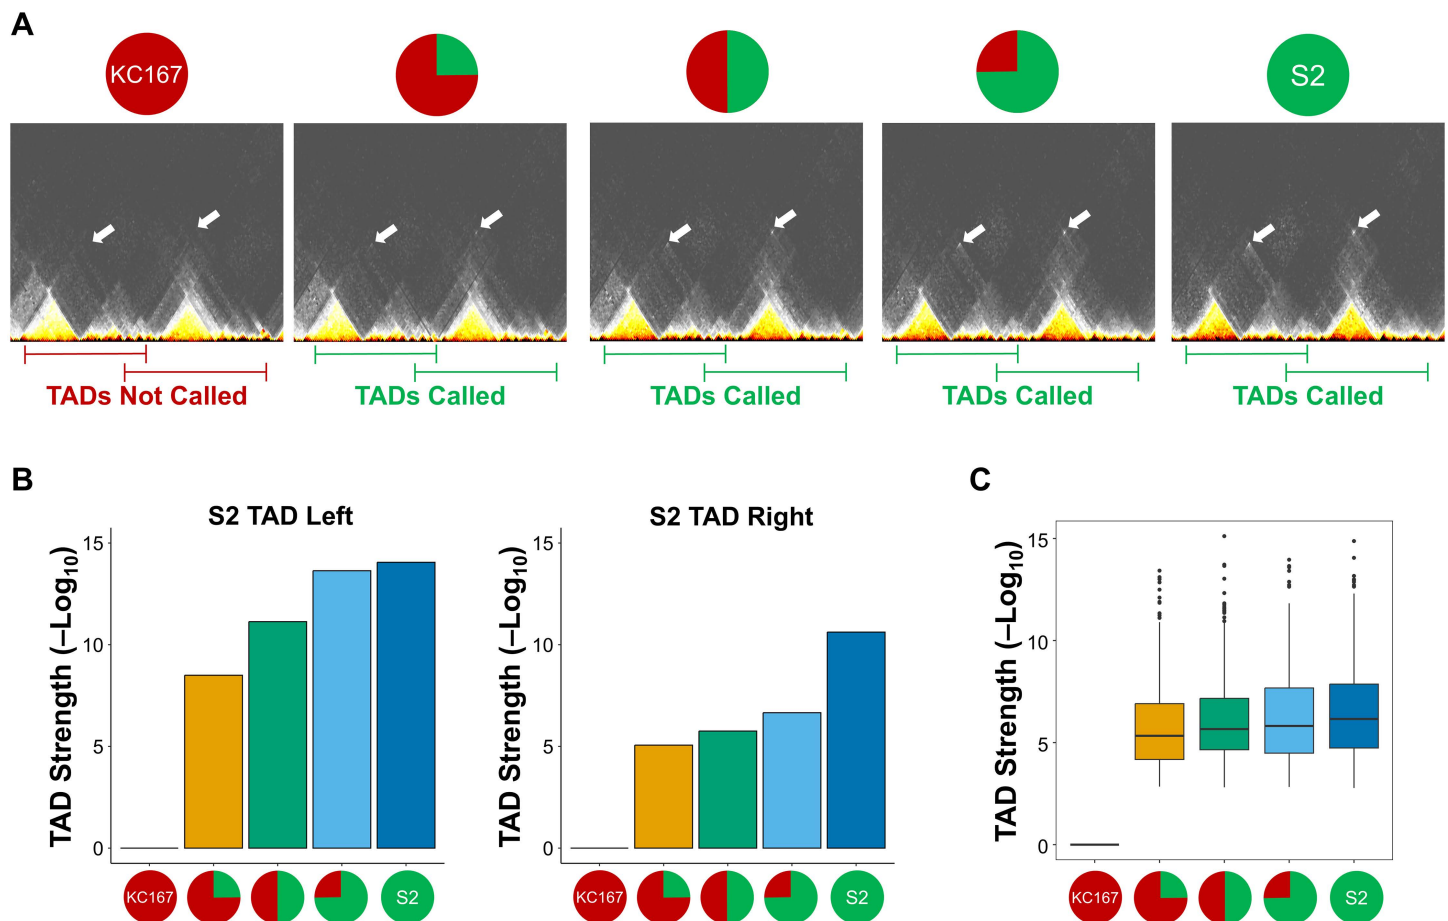 A
KC167
S2
TADs Not Called
TADs Called
TADs Called
TADs Called
TADs Called
B
S2 TAD Left
TAD Strength (–Log10)
15
10
5
0
KC167
S2
S2 TAD Right
TAD Strength (–Log10)
15
10
5
0
KC167
S2
C
TAD Strength (–Log10)
15
10
5
0
KC167
S2